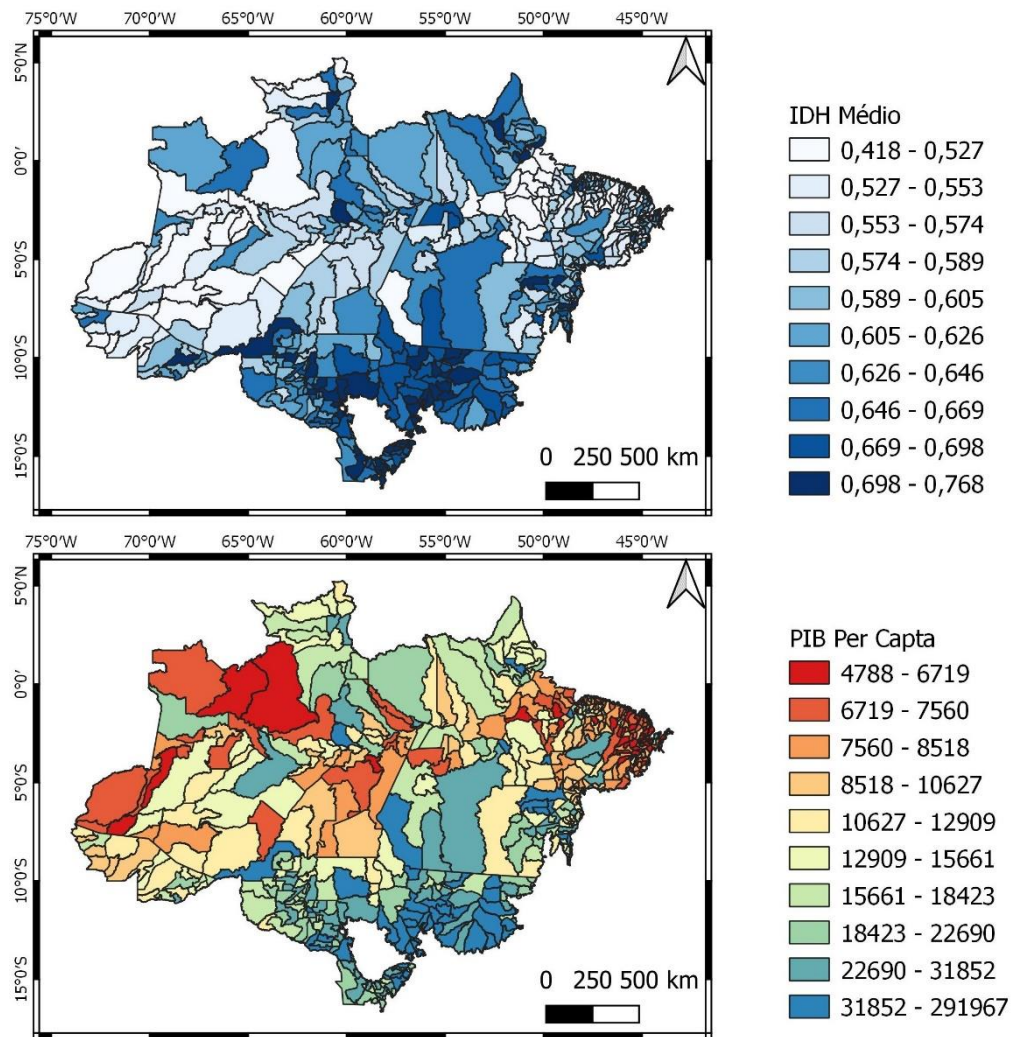 75°0'W 70°0'W 65°0'W 60°0'W 55°0'W 50°0'W 45°0'W
5°0'N
0°0'
5°0'S
10°0'S
15°0'S
0 250 500 km
IDH Médio
0,418 - 0,527
0,527 - 0,553
0,553 - 0,574
0,574 - 0,589
0,589 - 0,605
0,605 - 0,626
0,626 - 0,646
0,646 - 0,669
0,669 - 0,698
0,698 - 0,768
75°0'W 70°0'W 65°0'W 60°0'W 55°0'W 50°0'W 45°0'W
5°0'N
0°0'
5°0'S
10°0'S
15°0'S
0 250 500 km
PIB Per Capta
4788 - 6719
6719 - 7560
7560 - 8518
8518 - 10627
10627 - 12909
12909 - 15661
15661 - 18423
18423 - 22690
22690 - 31852
31852 - 291967